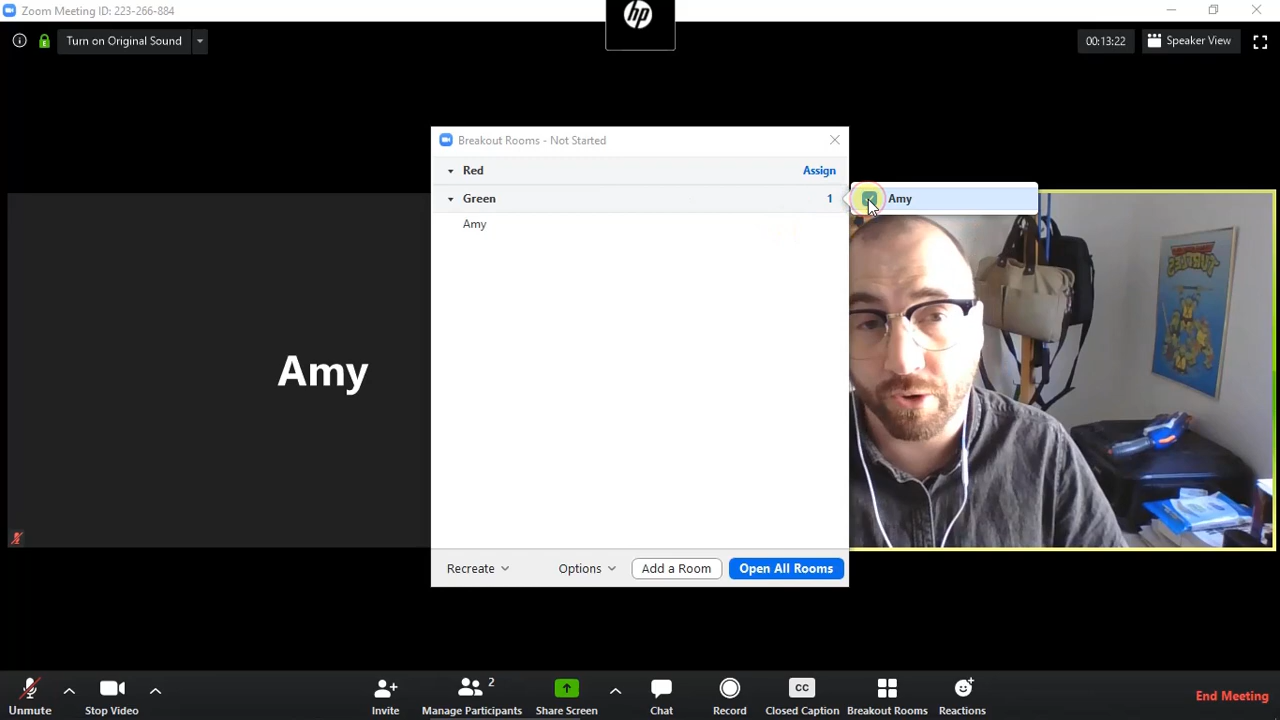 Zoom Meeting ID: 223-266-884
hp
Turn on Original Sound
00:13:22
Speaker View
Breakout Rooms - Not Started
Red
Assign
Green
1
Amy
Amy
TURTLES
Amy
Recreate
Options
Add a Room
Open All Rooms
Unmute
Stop Video
Invite
2
Manage Participants
Share Screen
Chat
Record
CC
Closed Caption
Breakout Rooms
Reactions
End Meeting